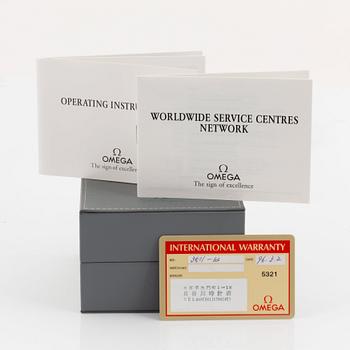 OPERATING INSTRU
Ω
OMEGA
The sign of excellence
WORLDWIDE SERVICE CENTRES
NETWORK
Ω
OMEGA
The sign of excellence
INTERNATIONAL WARRANTY
5321
Ω
OMEGA